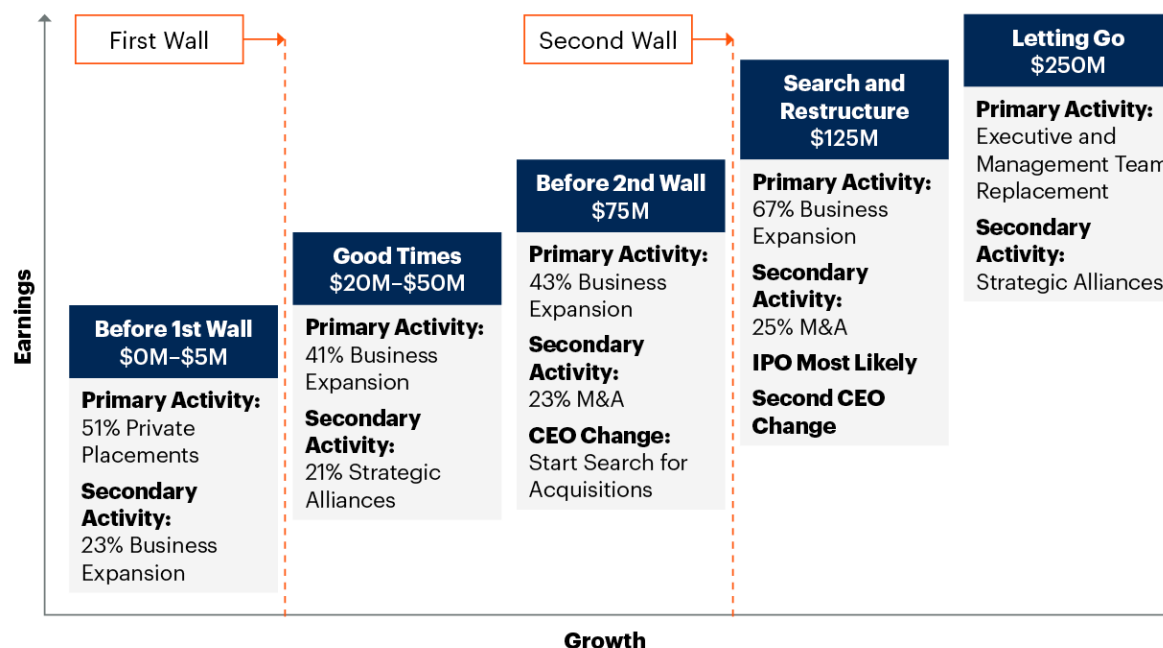 First Wall
Second Wall
Letting Go
$250M
Primary Activity:
Executive and
Management Team
Replacement
Secondary
Activity:
Strategic Alliances
Search and
Restructure
$125M
Primary Activity:
67% Business
Expansion
Secondary
Activity:
25% M&A
IPO Most Likely
Second CEO
Change
Before 2nd Wall
$75M
Primary Activity:
43% Business
Expansion
Secondary
Activity:
23% M&A
CEO Change:
Start Search for
Acquisitions
Good Times
$20M–$50M
Primary Activity:
41% Business
Expansion
Secondary
Activity:
21% Strategic
Alliances
Before 1st Wall
$0M–$5M
Primary Activity:
51% Private
Placements
Secondary
Activity:
23% Business
Expansion
Earnings
Growth